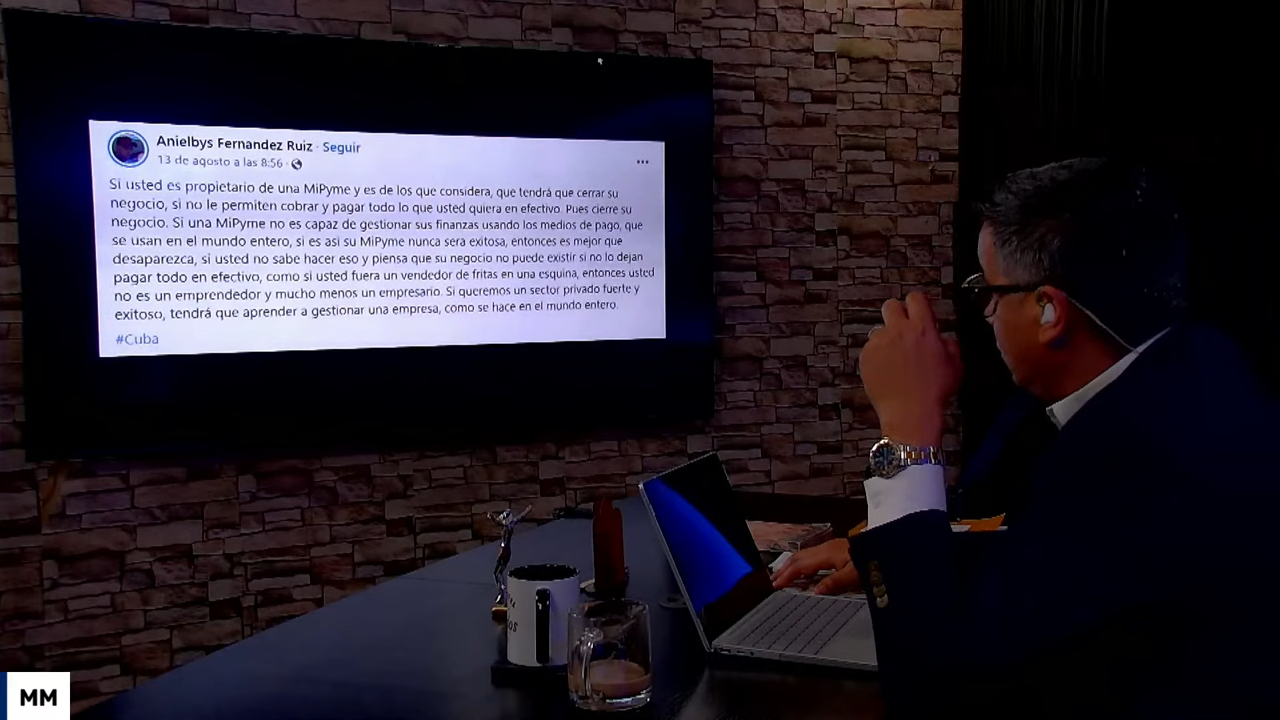 Anielbys Fernandez Ruiz · Seguir
13 de agosto a las 8:56 ·
Si usted es propietario de una MiPyme y es de los que considera, que tendrá que cerrar su
negocio, si no le permiten cobrar y pagar todo lo que usted quiera en efectivo. Pues cierre su
negocio. Si una MiPyme no es capaz de gestionar sus finanzas usando los medios de pago, que
se usan en el mundo entero, si es asi su MiPyme nunca sera exitosa, entonces es mejor que
desaparezca, si usted no sabe hacer eso y piensa que su negocio no puede existir si no lo dejan
pagar todo en efectivo, como si usted fuera un vendedor de fritas en una esquina, entonces usted
no es un emprendedor y mucho menos un empresario. Si queremos un sector privado fuerte y
exitoso, tendrá que aprender a gestionar una empresa, como se hace en el mundo entero.
#Cuba
MM